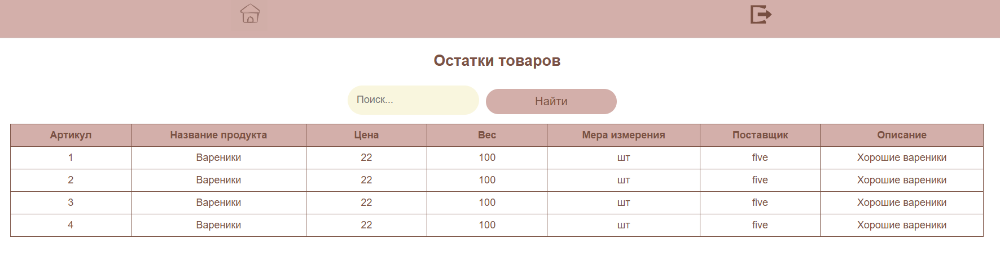 Остатки товаров
Поиск... Найти
Артикул Название продукта Цена Вес Мера измерения Поставщик Описание
1 Вареники 22 100 шт five Хорошие вареники
2 Вареники 22 100 шт five Хорошие вареники
3 Вареники 22 100 шт five Хорошие вареники
4 Вареники 22 100 шт five Хорошие вареники